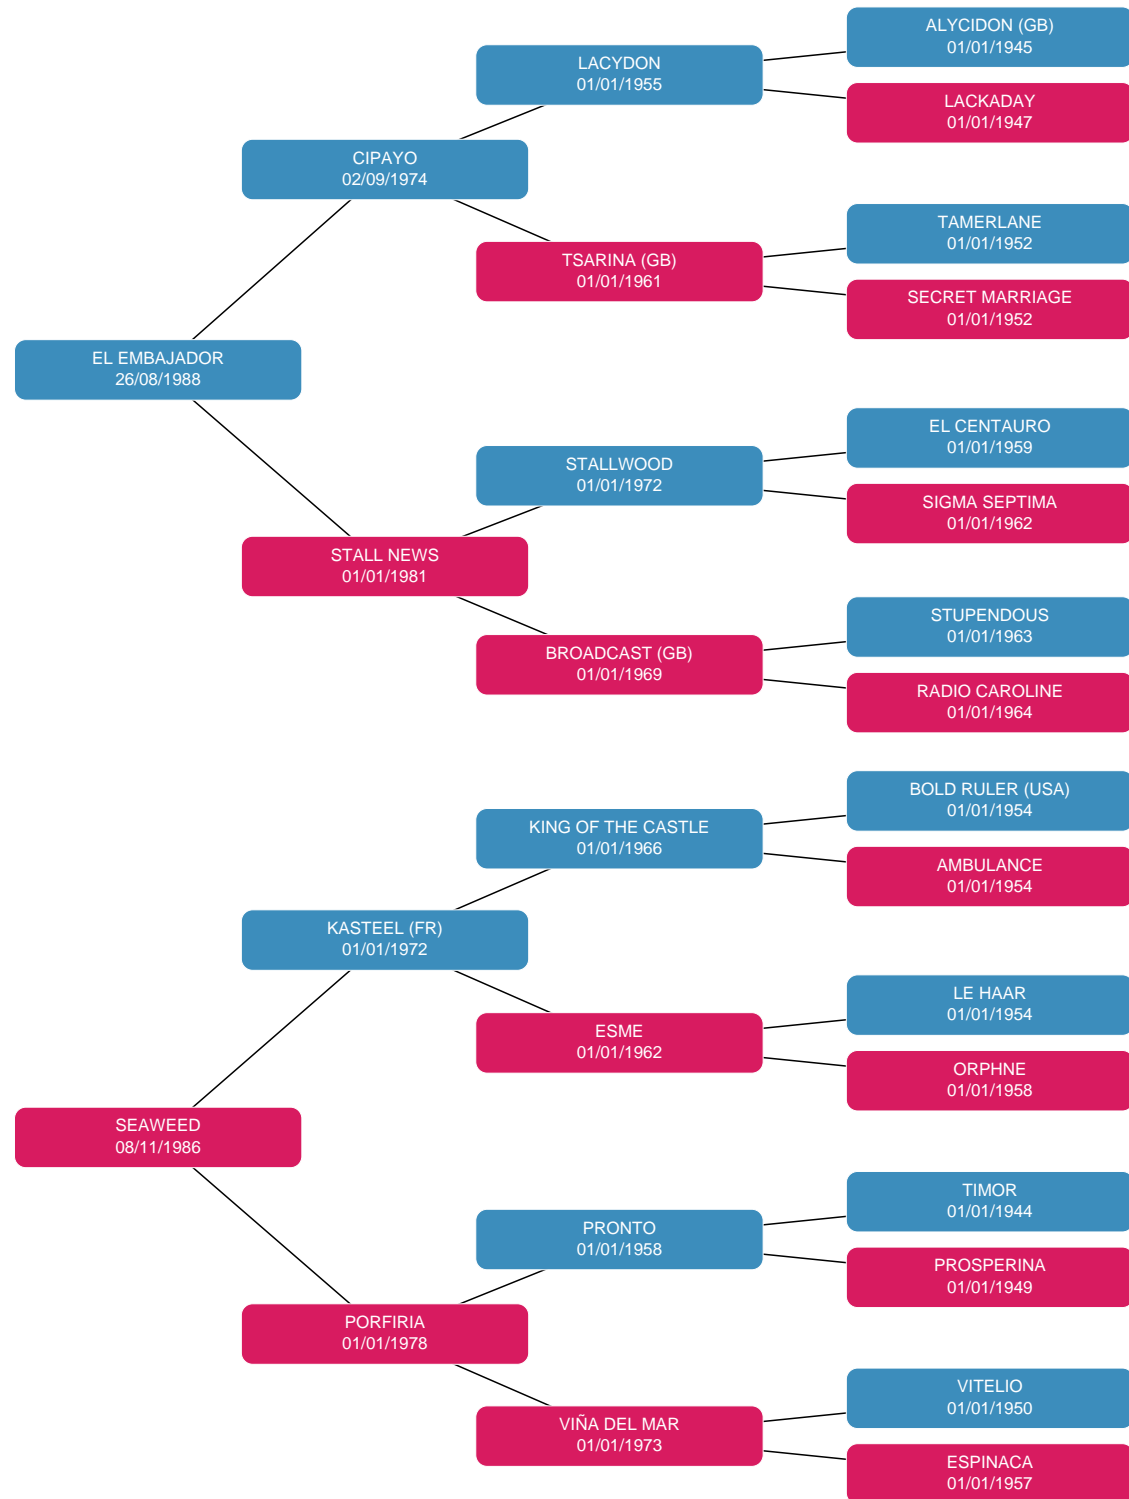 ALYCIDON (GB)
01/01/1945
LACYDON
01/01/1955
LACKADAY
01/01/1947
CIPAYO
02/09/1974
TAMERLANE
01/01/1952
TSARINA (GB)
01/01/1961
SECRET MARRIAGE
01/01/1952
EL EMBAJADOR
26/08/1988
EL CENTAURO
01/01/1959
STALLWOOD
01/01/1972
SIGMA SEPTIMA
01/01/1962
STALL NEWS
01/01/1981
STUPENDOUS
01/01/1963
BROADCAST (GB)
01/01/1969
RADIO CAROLINE
01/01/1964
BOLD RULER (USA)
01/01/1954
KING OF THE CASTLE
01/01/1966
AMBULANCE
01/01/1954
KASTEEL (FR)
01/01/1972
LE HAAR
01/01/1954
ESME
01/01/1962
ORPHNE
01/01/1958
SEAWEED
08/11/1986
TIMOR
01/01/1944
PRONTO
01/01/1958
PROSPERINA
01/01/1949
PORFIRIA
01/01/1978
VITELIO
01/01/1950
VIÑA DEL MAR
01/01/1973
ESPINACA
01/01/1957